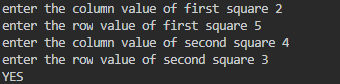 enter the column value of first square 2
enter the row value of first square 5
enter the column value of second square 4
enter the row value of second square 3
YES